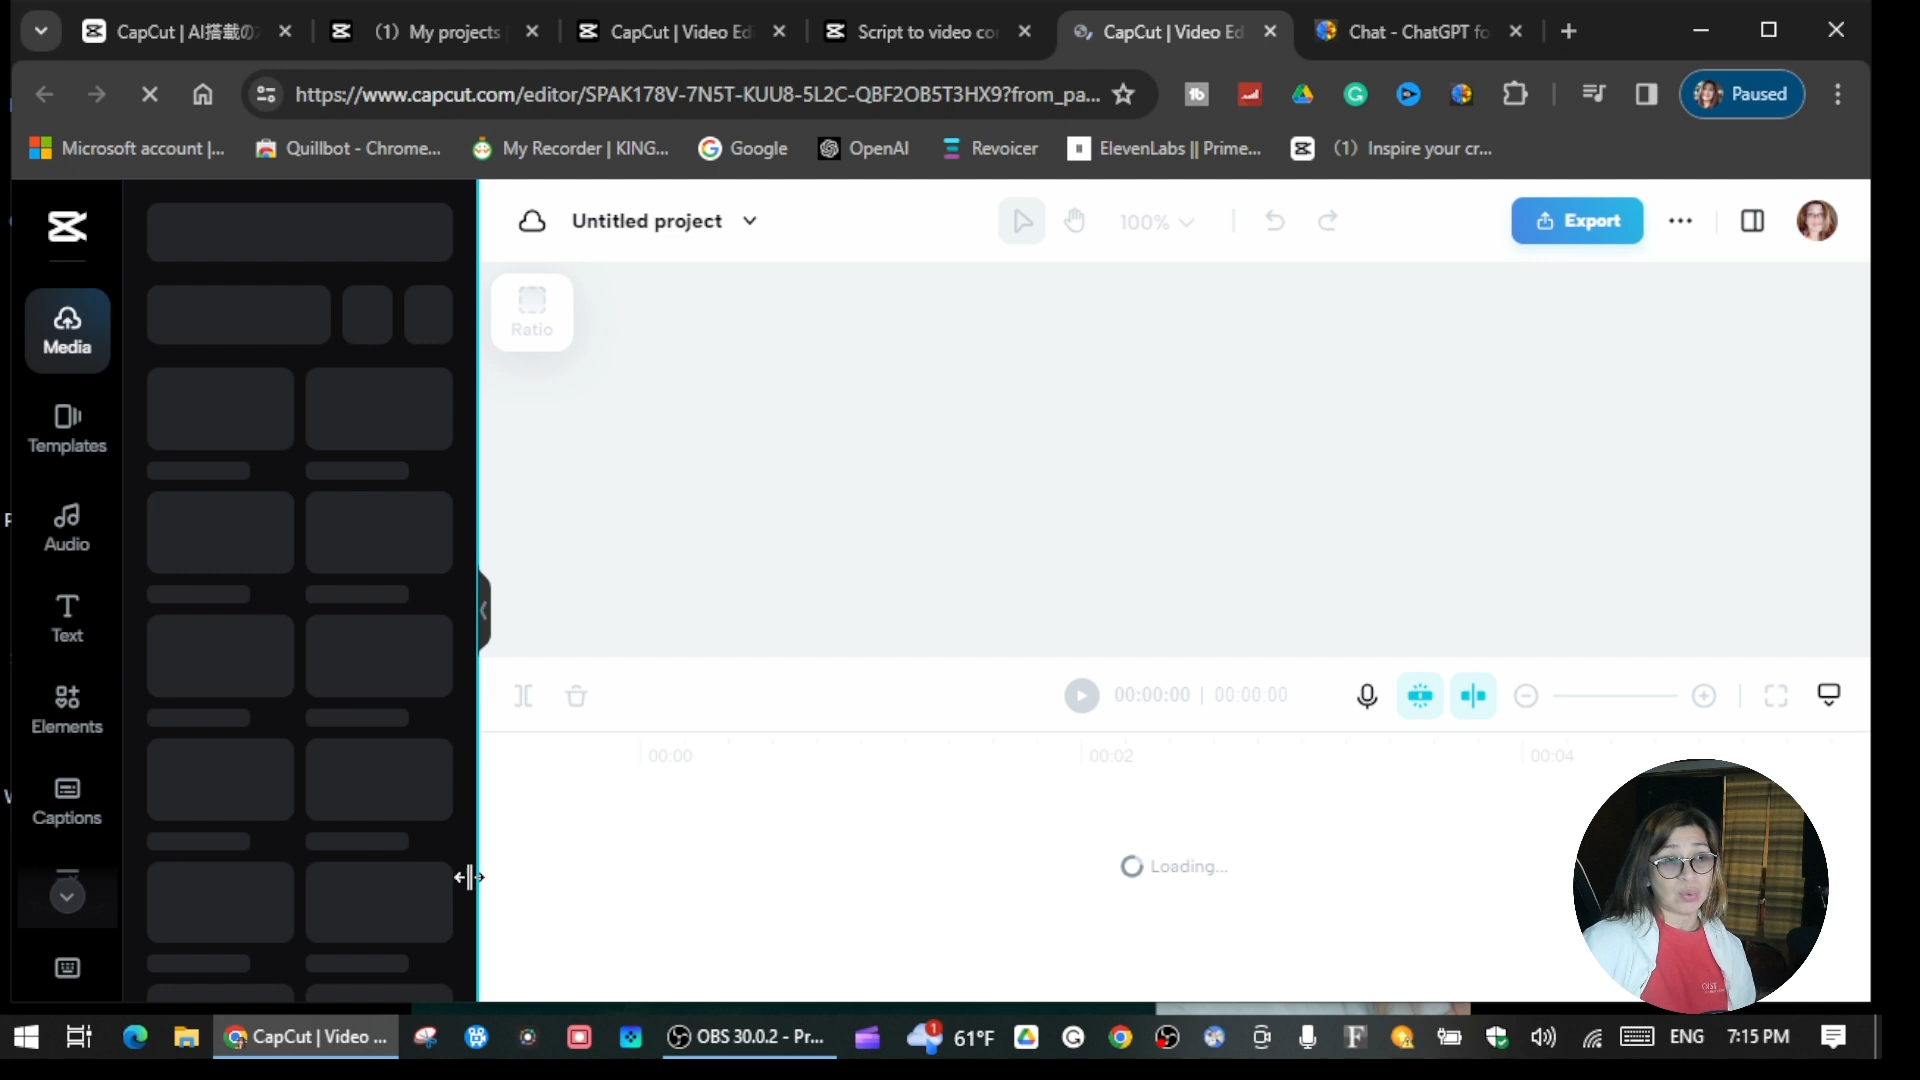 CapCut | AI搭載の
(1) My projects
CapCut | Video Ed
Script to video co
CapCut | Video Ed
Chat - ChatGPT fo
https://www.capcut.com/editor/SPAK178V-7N5T-KUU8-5L2C-QBF2OB5T3HX9?from_pa...
Paused
Microsoft account |...
Quillbot - Chrome...
My Recorder | KING...
Google
OpenAI
Revoicer
ElevenLabs || Prime...
(1) Inspire your cr...
Untitled project
100%
Export
Ratio
Media
Templates
Audio
Text
Elements
Captions
00:00:00 | 00:00:00
00:00
00:02
00:04
Loading...
CapCut | Video ...
OBS 30.0.2 - Pr...
1
61°F
ENG
7:15 PM